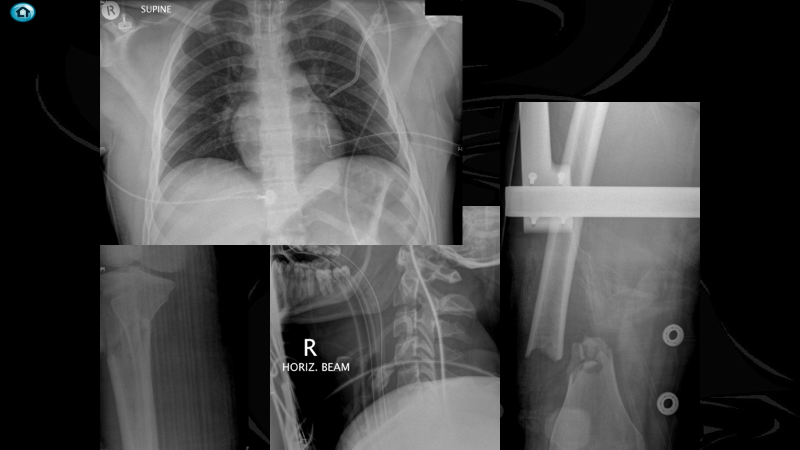 R
SUPINE
R
HORIZ. BEAM